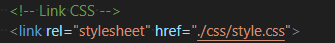 <!-- Link CSS -->
<link rel="stylesheet" href="./css/style.css">